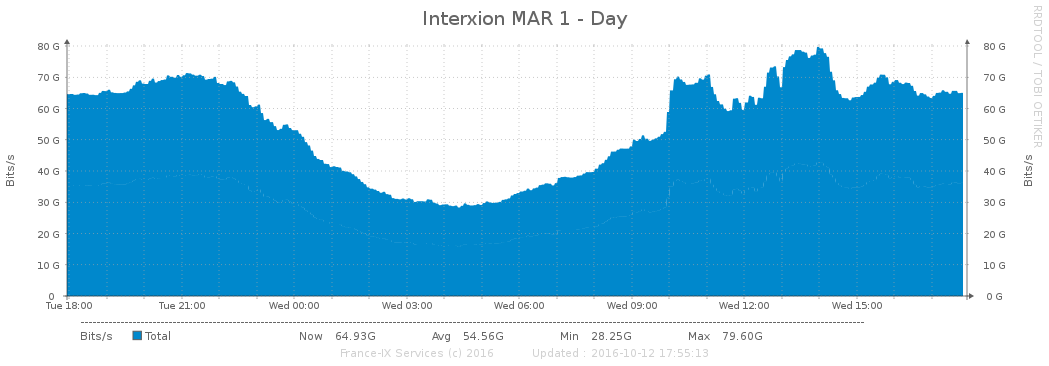 Interxion MAR 1 - Day
RRDTOOL / TOBI OETIKER
Bits/s
80 G
70 G
60 G
50 G
40 G
30 G
20 G
10 G
0
80 G
70 G
60 G
50 G
40 G
30 G
20 G
10 G
0 G
Bits/s
Tue 18:00 Tue 21:00 Wed 00:00 Wed 03:00 Wed 06:00 Wed 09:00 Wed 12:00 Wed 15:00
Bits/s Total Now 64.93G Avg 54.56G Min 28.25G Max 79.60G
France-IX Services (c) 2016 Updated : 2016-10-12 17:55:13